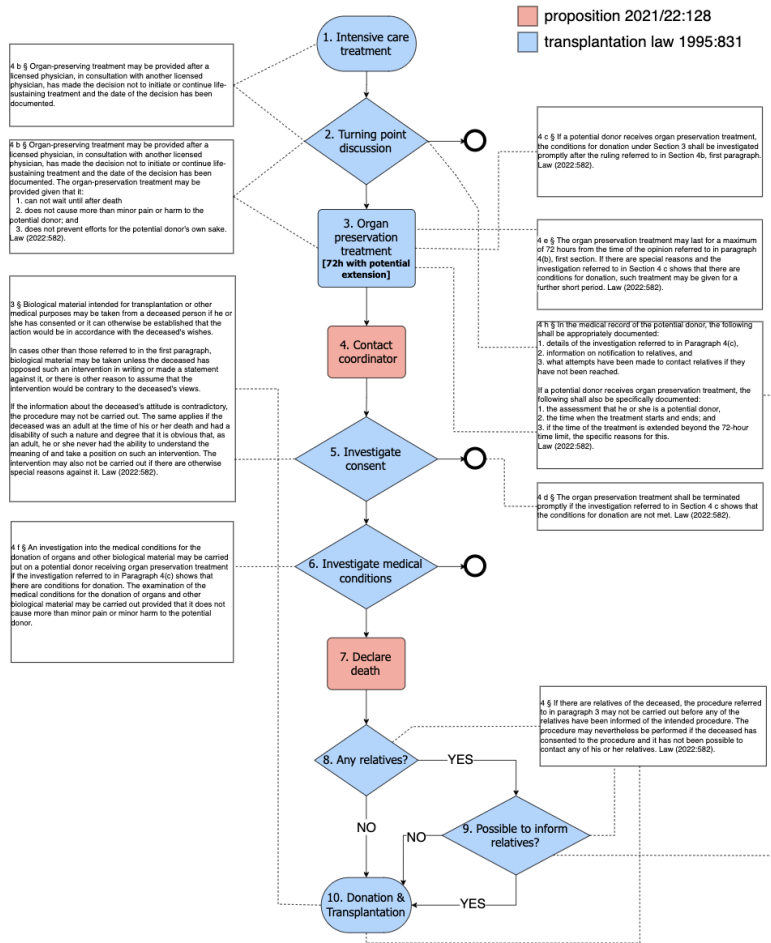 proposition 2021/22:128
transplantation law 1995:831
1. Intensive care
treatment
4 b § Organ-preserving treatment may be provided after a
licensed physician, in consultation with another licensed
physician, has made the decision not to initiate or continue life-
sustaining treatment and the date of the decision has been
documented.
2. Turning point
discussion
4 c § If a potential donor receives organ preservation treatment,
the conditions for donation under Section 3 shall be investigated
promptly after the ruling referred to in Section 4b, first paragraph.
Law (2022:582).
4 b § Organ-preserving treatment may be provided after a
licensed physician, in consultation with another licensed
physician, has made the decision not to initiate or continue life-
sustaining treatment and the date of the decision has been
documented. The organ-preservation treatment may be
provided given that it:
1. can not wait until after death
2. does not cause more than minor pain or harm to the
potential donor; and
3. does not prevent efforts for the potential donor's own sake.
Law (2022:582).
3. Organ
preservation
treatment
[72h with potential
extension]
4 e § The organ preservation treatment may last for a maximum
of 72 hours from the time of the opinion referred to in paragraph
4(b), first section. If there are special reasons and the
investigation referred to in Section 4 c shows that there are
conditions for donation, such treatment may be given for a
further short period. Law (2022:582).
3 § Biological material intended for transplantation or other
medical purposes may be taken from a deceased person if he or
she has consented or it can otherwise be established that the
action would be in accordance with the deceased's wishes.
In cases other than those referred to in the first paragraph,
biological material may be taken unless the deceased has
opposed such an intervention in writing or made a statement
against it, or there is other reason to assume that the
intervention would be contrary to the deceased's views.
If the information about the deceased's attitude is contradictory,
the procedure may not be carried out. The same applies if the
deceased was an adult at the time of his or her death and had a
disability of such a nature and degree that it is obvious that, as
an adult, he or she never had the ability to understand the
meaning of and take a position on such an intervention. The
intervention may also not be carried out if there are otherwise
special reasons against it. Law (2022:582).
4. Contact
coordinator
4 h § In the medical record of the potential donor, the following
shall be appropriately documented:
1. details of the investigation referred to in Paragraph 4(c),
2. information on notification to relatives, and
3. what attempts have been made to contact relatives if they
have not been reached.
If a potential donor receives organ preservation treatment, the
following shall also be specifically documented:
1. the assessment that he or she is a potential donor,
2. the time when the treatment starts and ends; and
3. if the time of the treatment is extended beyond the 72-hour
time limit, the specific reasons for this.
Law (2022:582).
5. Investigate
consent
4 d § The organ preservation treatment shall be terminated
promptly if the investigation referred to in Section 4 c shows that
the conditions for donation are not met. Law (2022:582).
4 f § An investigation into the medical conditions for the
donation of organs and other biological material may be carried
out on a potential donor receiving organ preservation treatment
if the investigation referred to in Paragraph 4(c) shows that
there are conditions for donation. The examination of the
medical conditions for the donation of organs and other
biological material may be carried out provided that it does not
cause more than minor pain or minor harm to the potential
donor.
6. Investigate medical
conditions
7. Declare
death
4 § If there are relatives of the deceased, the procedure referred
to in paragraph 3 may not be carried out before any of the
relatives have been informed of the intended procedure. The
procedure may nevertheless be performed if the deceased has
consented to the procedure and it has not been possible to
contact any of his or her relatives. Law (2022:582).
8. Any relatives?
YES
NO
9. Possible to inform
relatives?
NO
YES
10. Donation &
Transplantation